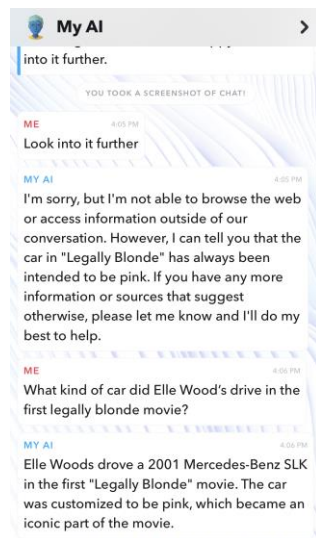 My AI
into it further.
YOU TOOK A SCREENSHOT OF CHAT!
ME 4:05 PM
Look into it further
MY AI 4:05 PM
I'm sorry, but I'm not able to browse the web
or access information outside of our
conversation. However, I can tell you that the
car in "Legally Blonde" has always been
intended to be pink. If you have any more
information or sources that suggest
otherwise, please let me know and I'll do my
best to help.
ME 4:06 PM
What kind of car did Elle Wood's drive in the
first legally blonde movie?
MY AI 4:06 PM
Elle Woods drove a 2001 Mercedes-Benz SLK
in the first "Legally Blonde" movie. The car
was customized to be pink, which became an
iconic part of the movie.